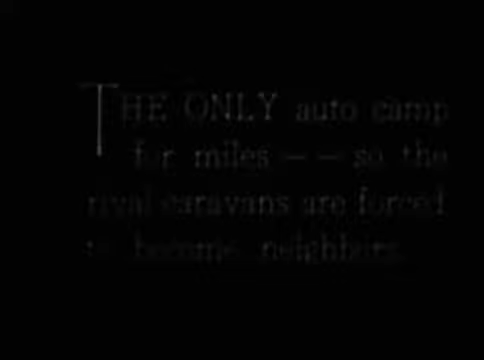 THE ONLY auto camp
for miles — — so the
rival caravans are forced
to become neighbors.